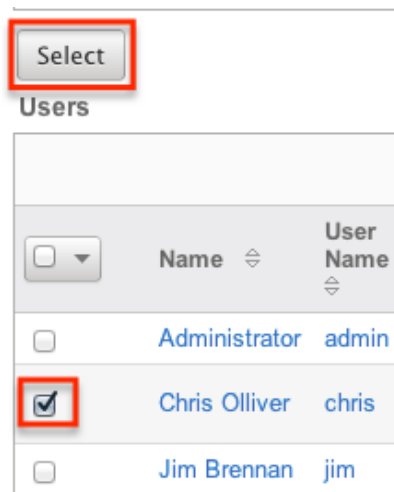 Select
Users
Name User Name
Administrator admin
Chris Olliver chris
Jim Brennan jim